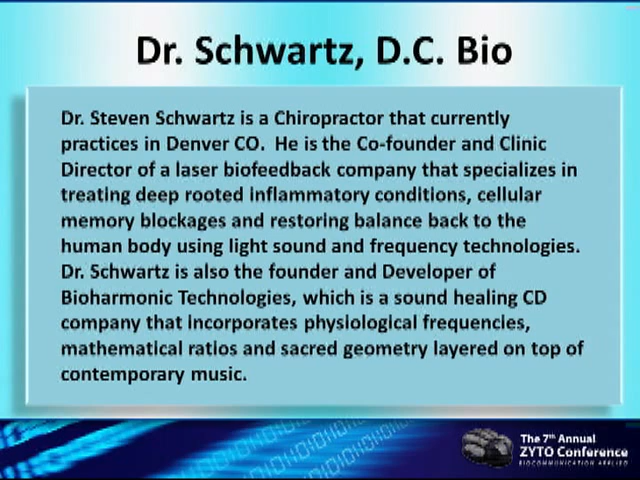 Dr. Schwartz, D.C. Bio
Dr. Steven Schwartz is a Chiropractor that currently
practices in Denver CO.  He is the Co-founder and Clinic
Director of a laser biofeedback company that specializes in
treating deep rooted inflammatory conditions, cellular
memory blockages and restoring balance back to the
human body using light sound and frequency technologies.
Dr. Schwartz is also the founder and Developer of
Bioharmonic Technologies, which is a sound healing CD
company that incorporates physiological frequencies,
mathematical ratios and sacred geometry layered on top of
contemporary music.
The 7th Annual
ZYTO Conference
BIOCOMMUNICATION APPLIED